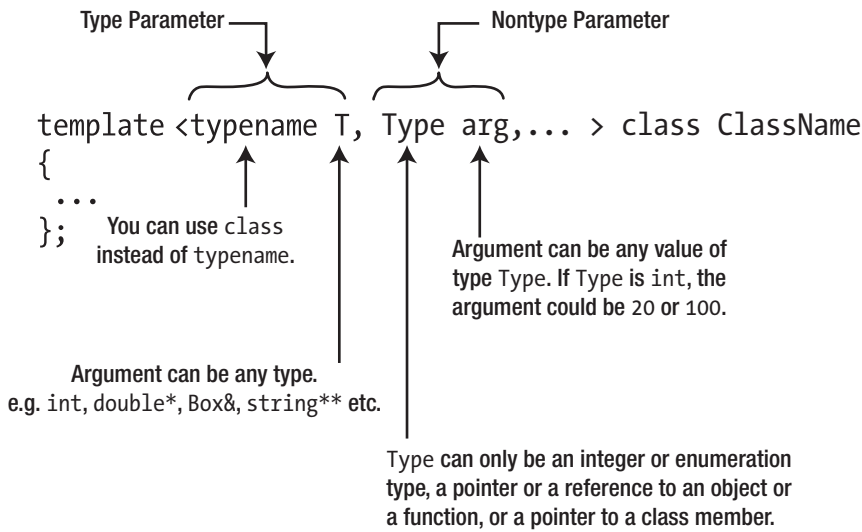 Type Parameter
Nontype Parameter
template <typename T, Type arg,... > class ClassName
{
...
};
You can use class
instead of typename.
Argument can be any value of
type Type. If Type is int, the
argument could be 20 or 100.
Argument can be any type.
e.g. int, double*, Box&, string** etc.
Type can only be an integer or enumeration
type, a pointer or a reference to an object or
a function, or a pointer to a class member.